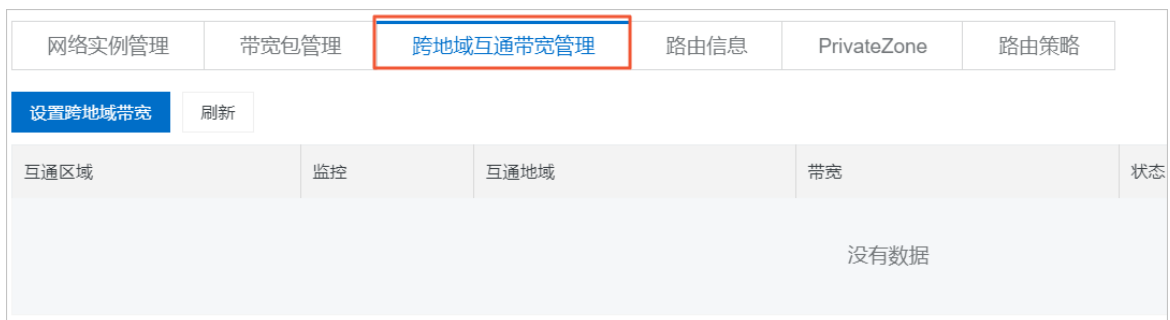 网络实例管理 带宽包管理 跨地域互通带宽管理 路由信息 PrivateZone 路由策略
设置跨地域带宽 刷新
互通区域 监控 互通地域 带宽 状态
没有数据